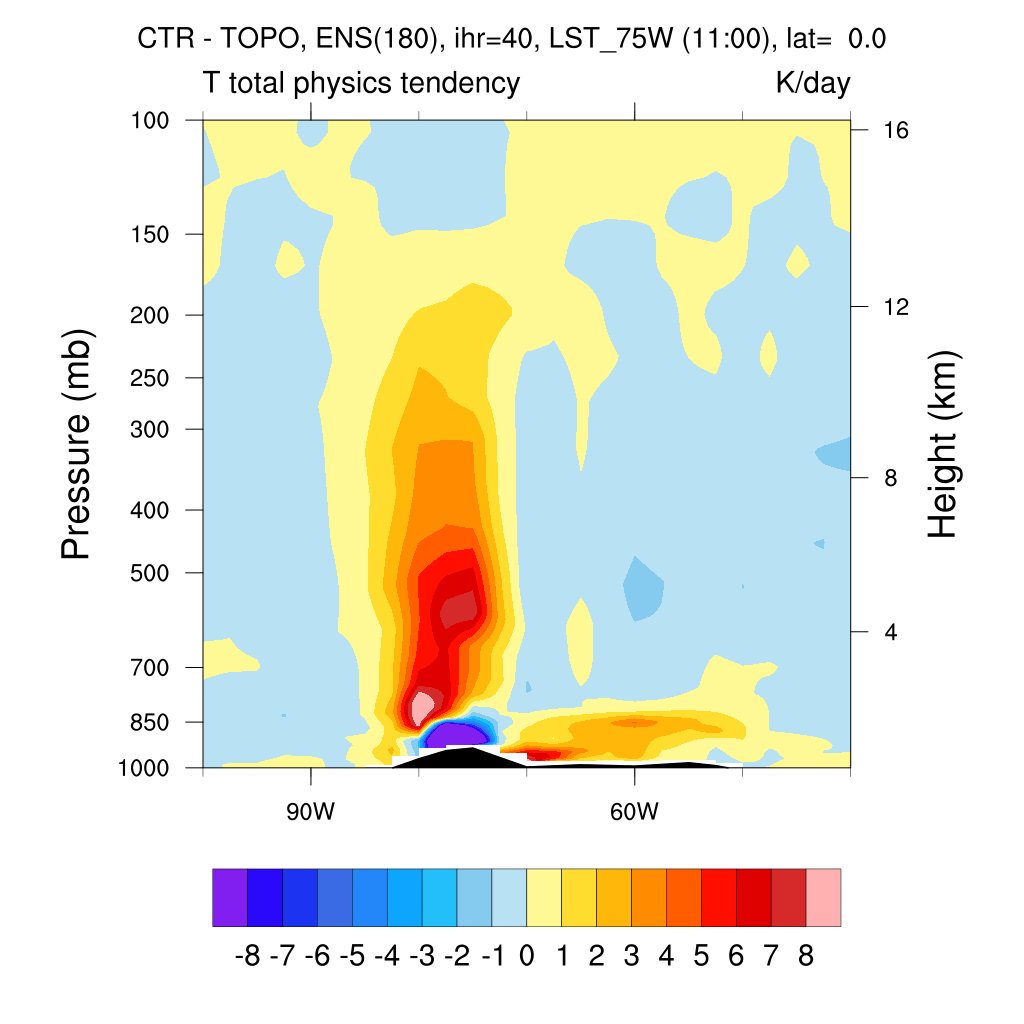 CTR - TOPO, ENS(180), ihr=40, LST_75W (11:00), lat=  0.0
T total physics tendency K/day
100
150
200
250
300
400
500
700
850
1000
Pressure (mb)
16
12
8
4
Height (km)
90W 60W
-8 -7 -6 -5 -4 -3 -2 -1 0 1 2 3 4 5 6 7 8